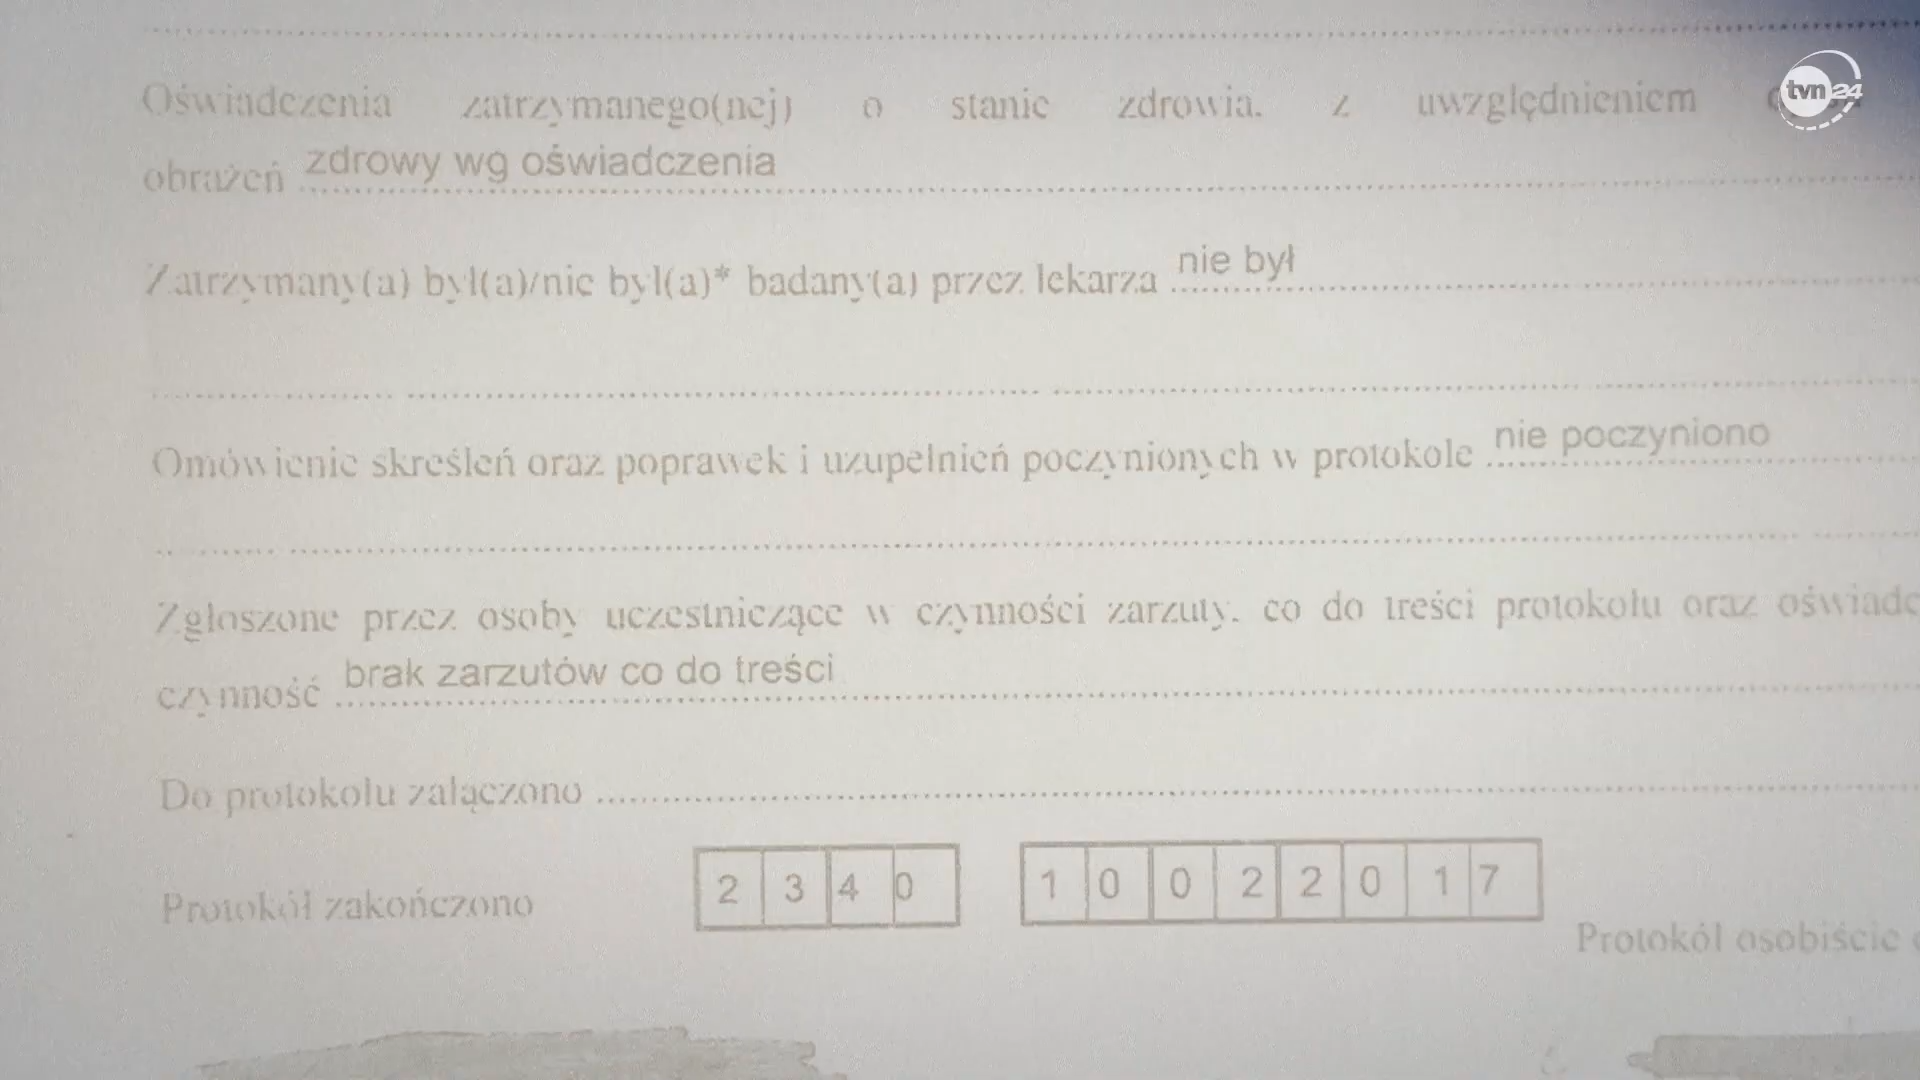 tvn24
Oświadczenia zatrzymanego(nej) o stanie zdrowia, z uwzględnieniem
obrażeń zdrowy wg oświadczenia
Zatrzymany(a) był(a)/nie był(a)* badany(a) przez lekarza nie był
Omówienie skreśleń oraz poprawek i uzupełnień poczynionych w protokole nie poczyniono
Zgłoszone przez osoby uczestniczące w czynności zarzuty, co do treści protokołu oraz oświadc
czynność brak zarzutów co do treści
Do protokołu załączono
Protokół zakończono 2 3 4 0 1 0 0 2 2 0 1 7
Protokół osobiście